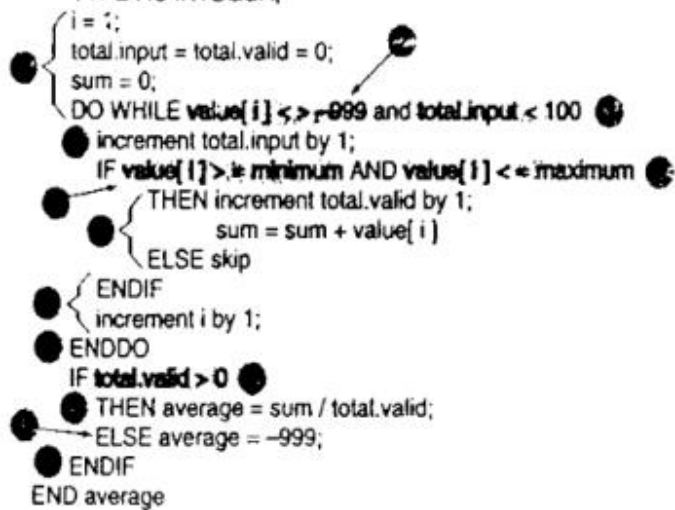 i = 1;
total.input = total.valid = 0;
sum = 0;
DO WHILE value[ i ] < > –999 and total.input < 100
increment total.input by 1;
IF value[ i ] > = minimum AND value[ i ] < = maximum
THEN increment total.valid by 1;
sum = sum + value[ i ]
ELSE skip
ENDIF
increment i by 1;
ENDDO
IF total.valid > 0
THEN average = sum / total.valid;
ELSE average = –999;
ENDIF
END average